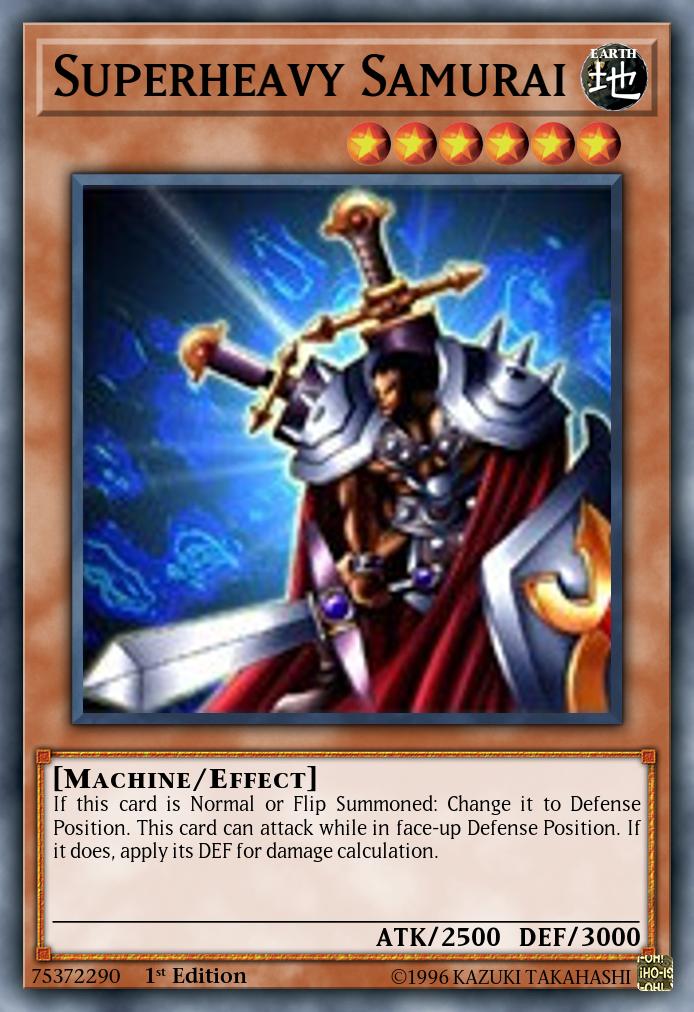 SUPERHEAVY SAMURAI
EARTH
地
[MACHINE/EFFECT]
If this card is Normal or Flip Summoned: Change it to Defense
Position. This card can attack while in face-up Defense Position. If
it does, apply its DEF for damage calculation.
ATK/2500 DEF/3000
75372290 1st Edition ©1996 KAZUKI TAKAHASHI